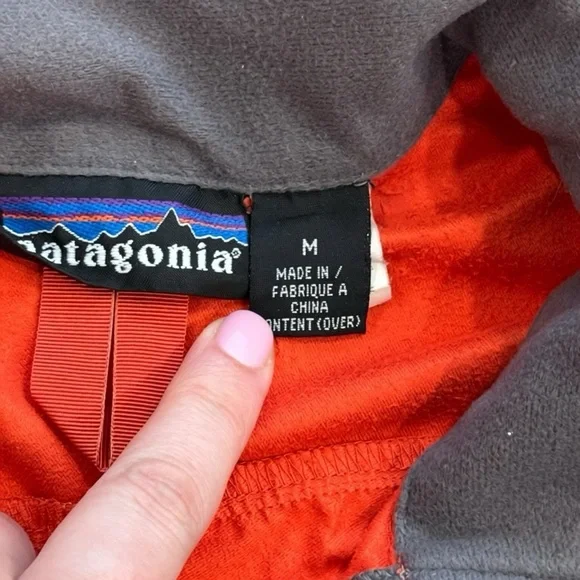 patagonia®
M
MADE IN /
FABRIQUE A
CHINA
ONTENT (OVER)